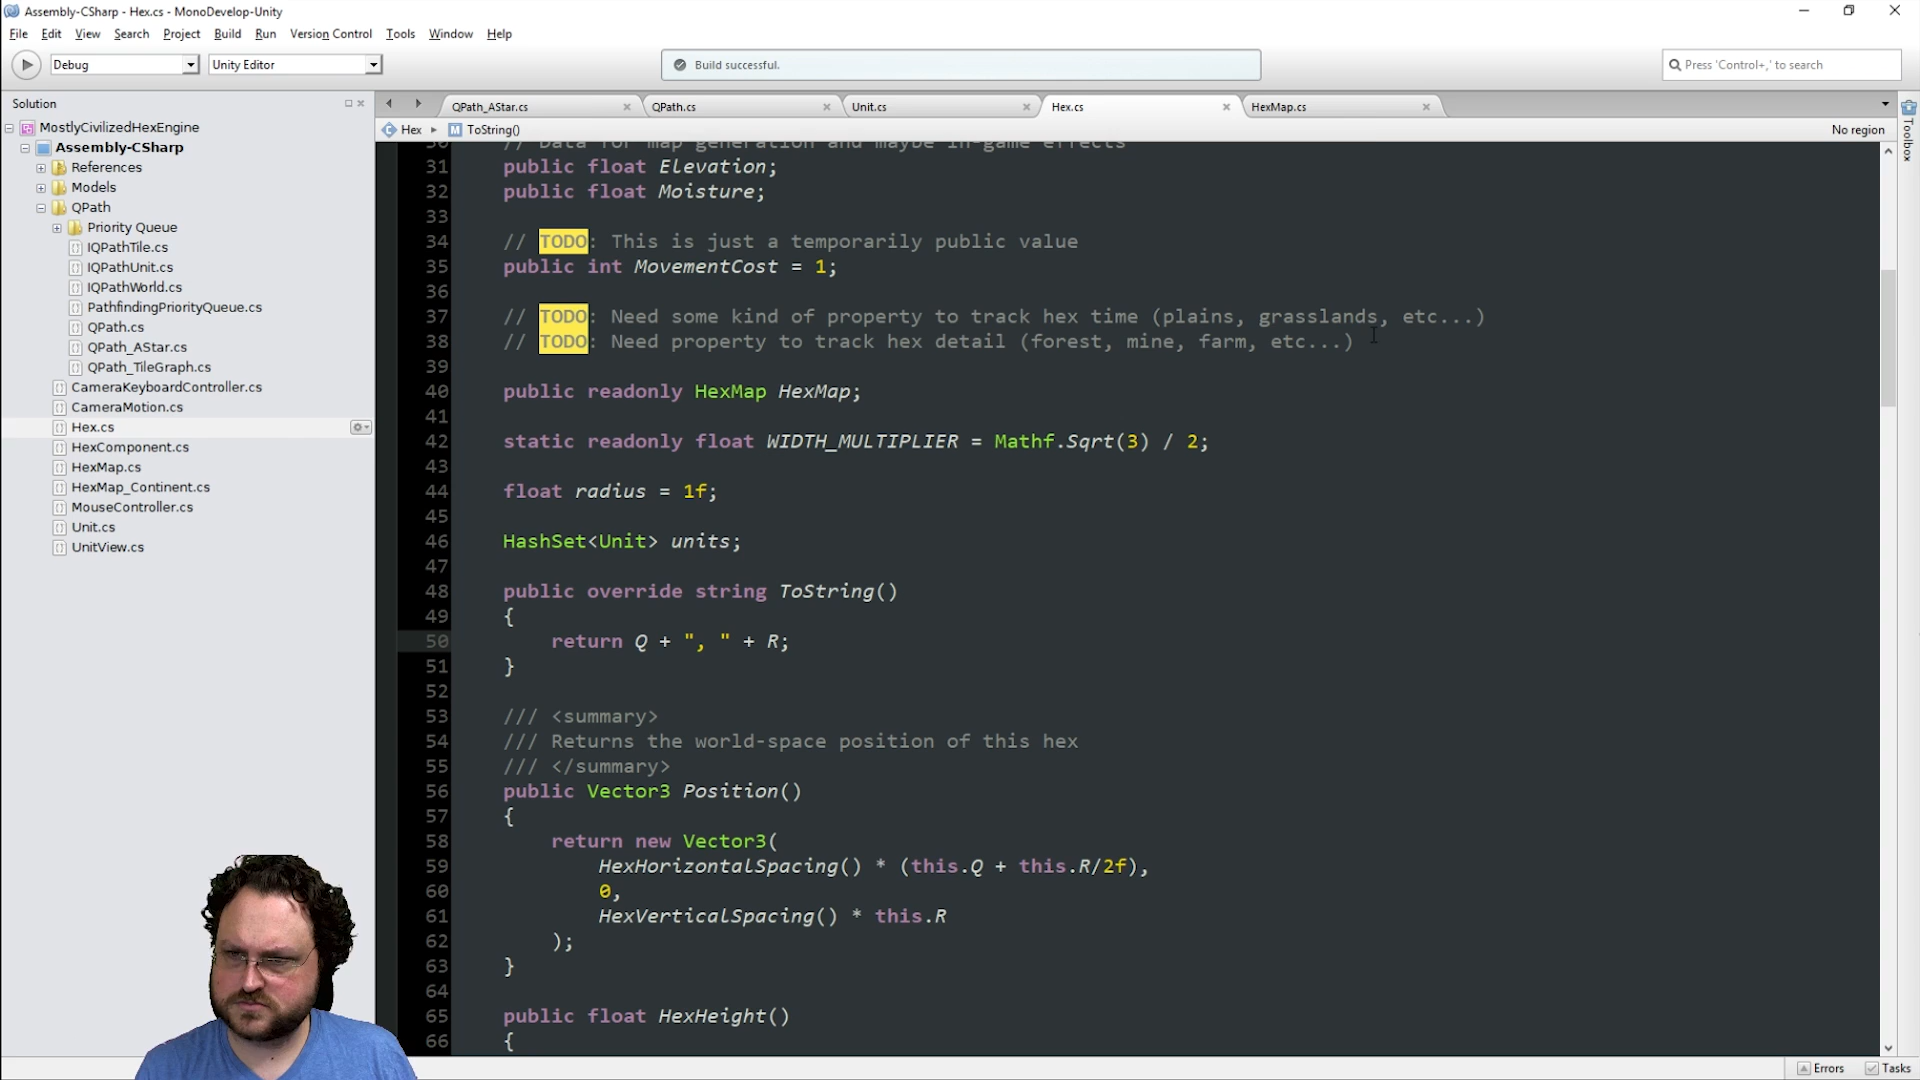 Assembly-CSharp - Hex.cs - MonoDevelop-Unity
File Edit View Search Project Build Run Version Control Tools Window Help
Debug Unity Editor Build successful. Press 'Control+,' to search
Solution QPath_AStar.cs QPath.cs Unit.cs Hex.cs HexMap.cs
Hex ToString() No region
Toolbox
MostlyCivilizedHexEngine
Assembly-CSharp
References
Models
QPath
Priority Queue
IQPathTile.cs
IQPathUnit.cs
IQPathWorld.cs
PathfindingPriorityQueue.cs
QPath.cs
QPath_AStar.cs
QPath_TileGraph.cs
CameraKeyboardController.cs
CameraMotion.cs
Hex.cs
HexComponent.cs
HexMap.cs
HexMap_Continent.cs
MouseController.cs
Unit.cs
UnitView.cs
30 // Data for map generation and maybe in-game effects
31 public float Elevation;
32 public float Moisture;
33
34 // TODO: This is just a temporarily public value
35 public int MovementCost = 1;
36
37 // TODO: Need some kind of property to track hex time (plains, grasslands, etc...)
38 // TODO: Need property to track hex detail (forest, mine, farm, etc...)
39
40 public readonly HexMap HexMap;
41
42 static readonly float WIDTH_MULTIPLIER = Mathf.Sqrt(3) / 2;
43
44 float radius = 1f;
45
46 HashSet<Unit> units;
47
48 public override string ToString()
49 {
50 return Q + ", " + R;
51 }
52
53 /// <summary>
54 /// Returns the world-space position of this hex
55 /// </summary>
56 public Vector3 Position()
57 {
58 return new Vector3(
59 HexHorizontalSpacing() * (this.Q + this.R/2f),
60 0,
61 HexVerticalSpacing() * this.R
62 );
63 }
64
65 public float HexHeight()
66 {
Errors Tasks